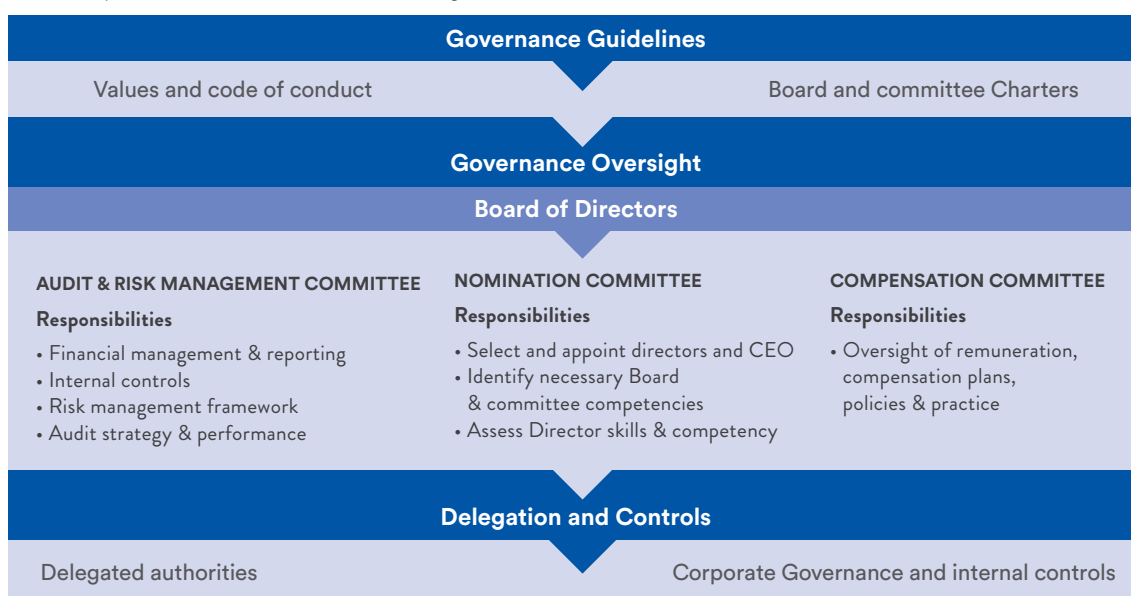 Governance Guidelines
Values and code of conduct
Board and committee Charters
Governance Oversight
Board of Directors
AUDIT & RISK MANAGEMENT COMMITTEE
Responsibilities
• Financial management & reporting
• Internal controls
• Risk management framework
• Audit strategy & performance
NOMINATION COMMITTEE
Responsibilities
• Select and appoint directors and CEO
• Identify necessary Board
& committee competencies
• Assess Director skills & competency
COMPENSATION COMMITTEE
Responsibilities
• Oversight of remuneration,
compensation plans,
policies & practice
Delegation and Controls
Delegated authorities
Corporate Governance and internal controls